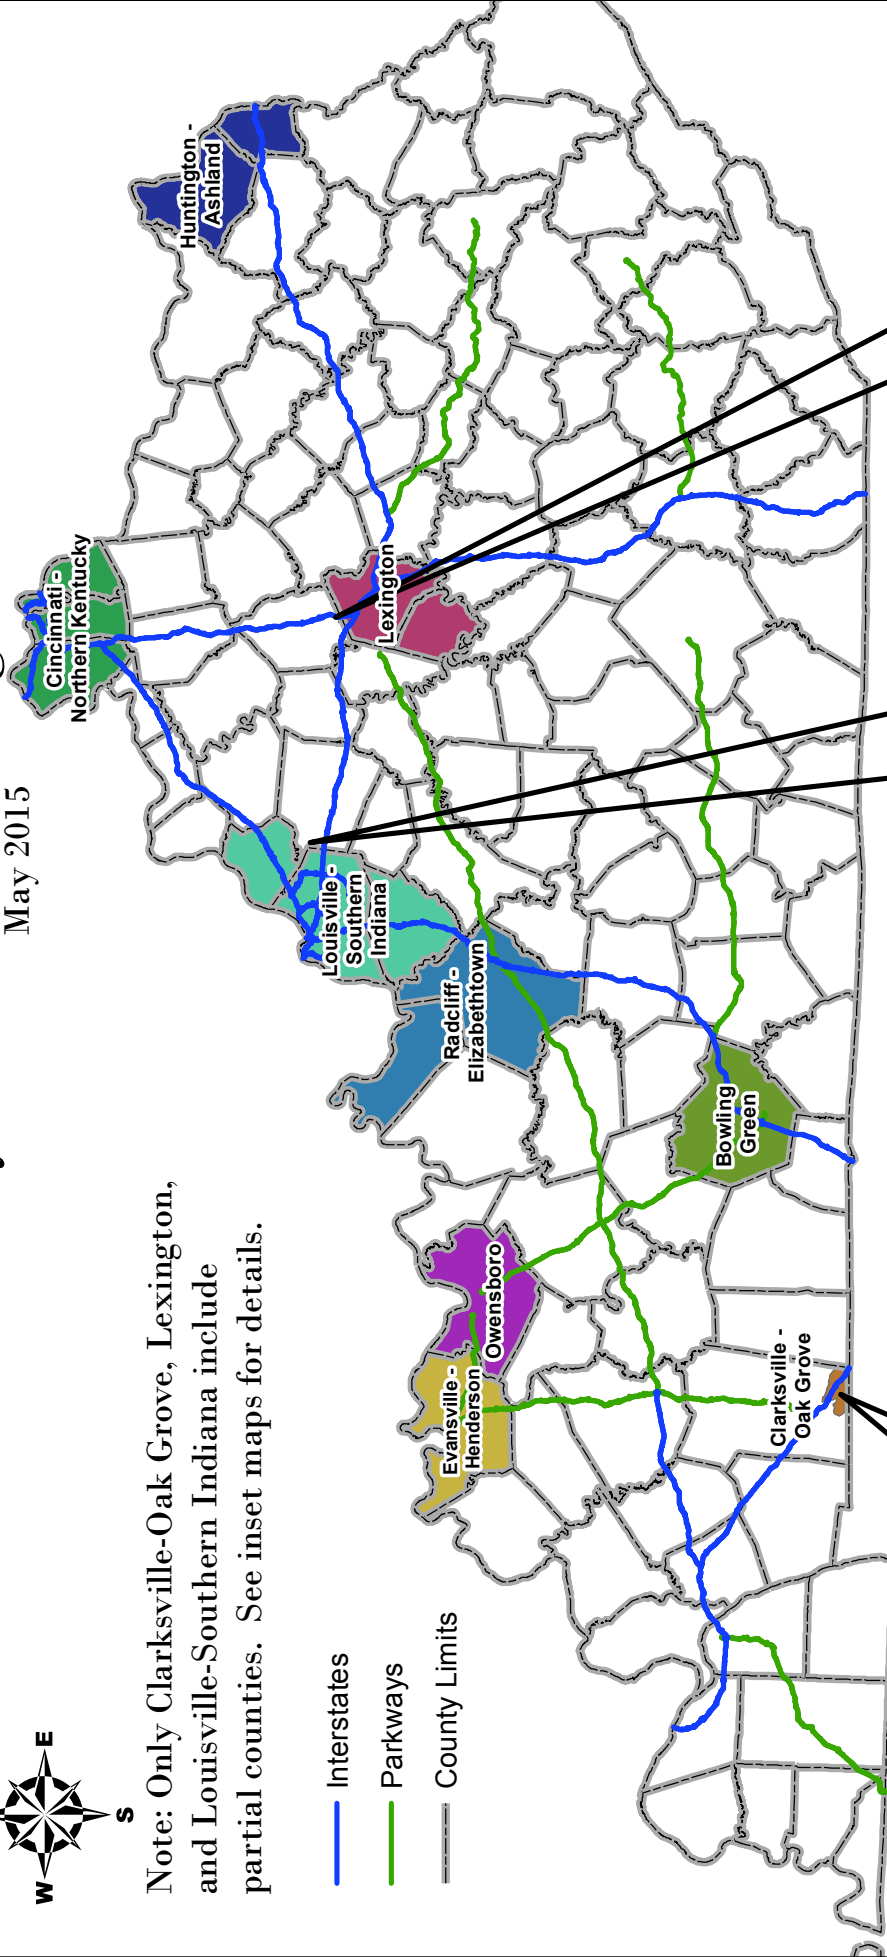 May 2015
W
E
S
Note: Only Clarksville-Oak Grove, Lexington,
and Louisville-Southern Indiana include
partial counties. See inset maps for details.
Interstates
Parkways
County Limits
Cincinnati -
Northern Kentucky
Huntington -
Ashland
Louisville -
Southern
Indiana
Lexington
Radcliff -
Elizabethtown
Owensboro
Evansville -
Henderson
Bowling
Green
Clarksville -
Oak Grove